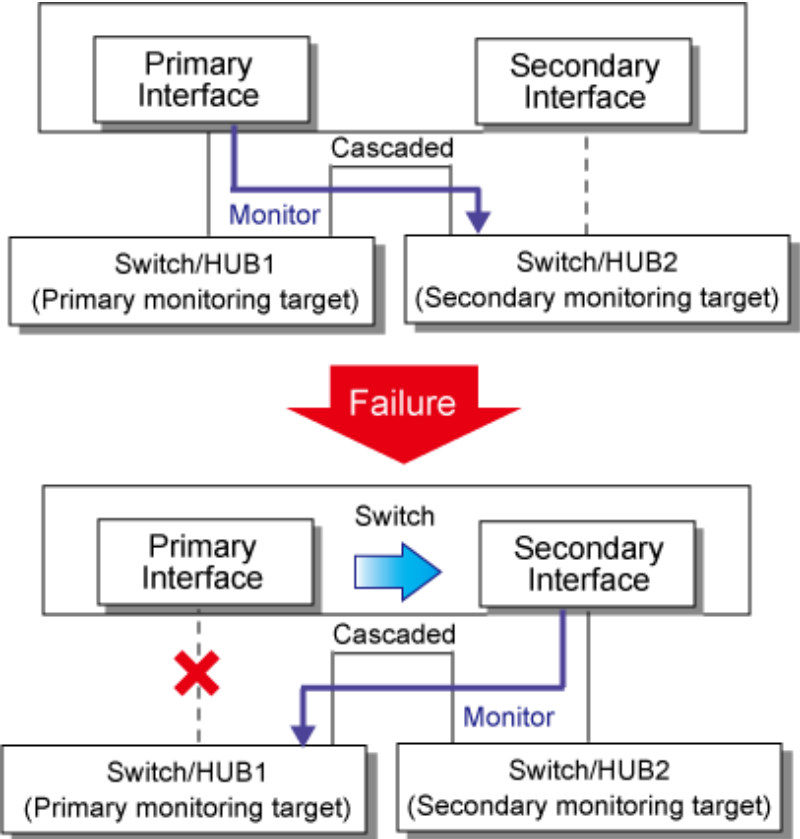 Primary
Interface
Secondary
Interface
Cascaded
Monitor
Switch/HUB1
(Primary monitoring target)
Switch/HUB2
(Secondary monitoring target)
Failure
Switch
Primary
Interface
Secondary
Interface
Cascaded
Monitor
Switch/HUB1
(Primary monitoring target)
Switch/HUB2
(Secondary monitoring target)